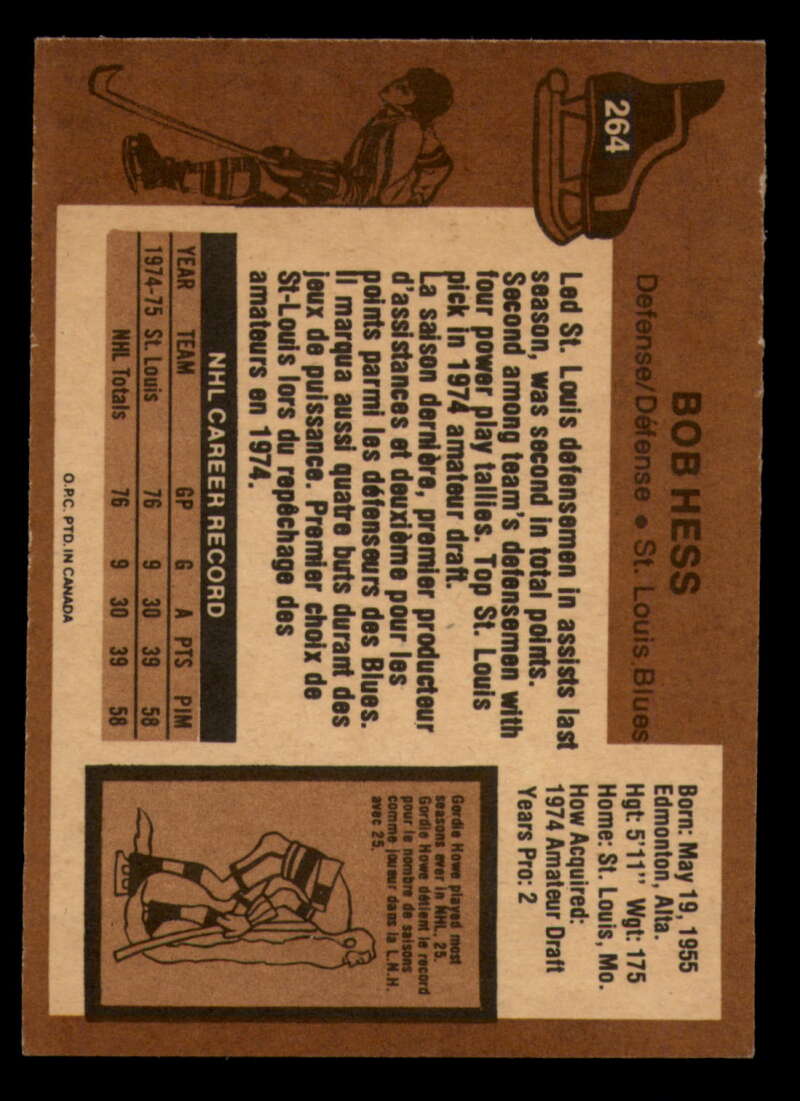 264
BOB HESS
Defense/Défense • St. Louis Blues
Led St. Louis defensemen in assists last
season, was second in total points.
Second among team's defensemen with
four power play tallies. Top St. Louis
pick in 1974 amateur draft.
La saison dernière, premier producteur
d'assistances et deuxième pour les
points parmi les défenseurs des Blues.
Il marqua aussi quatre buts durant des
jeux de puissance. Premier choix de
St-Louis lors du repêchage des
amateurs en 1974.
Born: May 19, 1955
Edmonton, Alta.
Hgt: 5'11" Wgt: 175
Home: St. Louis, Mo.
How Acquired:
1974 Amateur Draft
Years Pro: 2
NHL CAREER RECORD
YEAR TEAM GP G A PTS PIM
1974-75 St. Louis 76 9 30 39 58
NHL Totals 76 9 30 39 58
Gordie Howe played most
seasons ever in NHL, 25.
Gordie Howe détient le record
pour le nombre de saisons
comme joueur dans la L.N.H.
avec 25.
O.P.C. PTD. IN CANADA